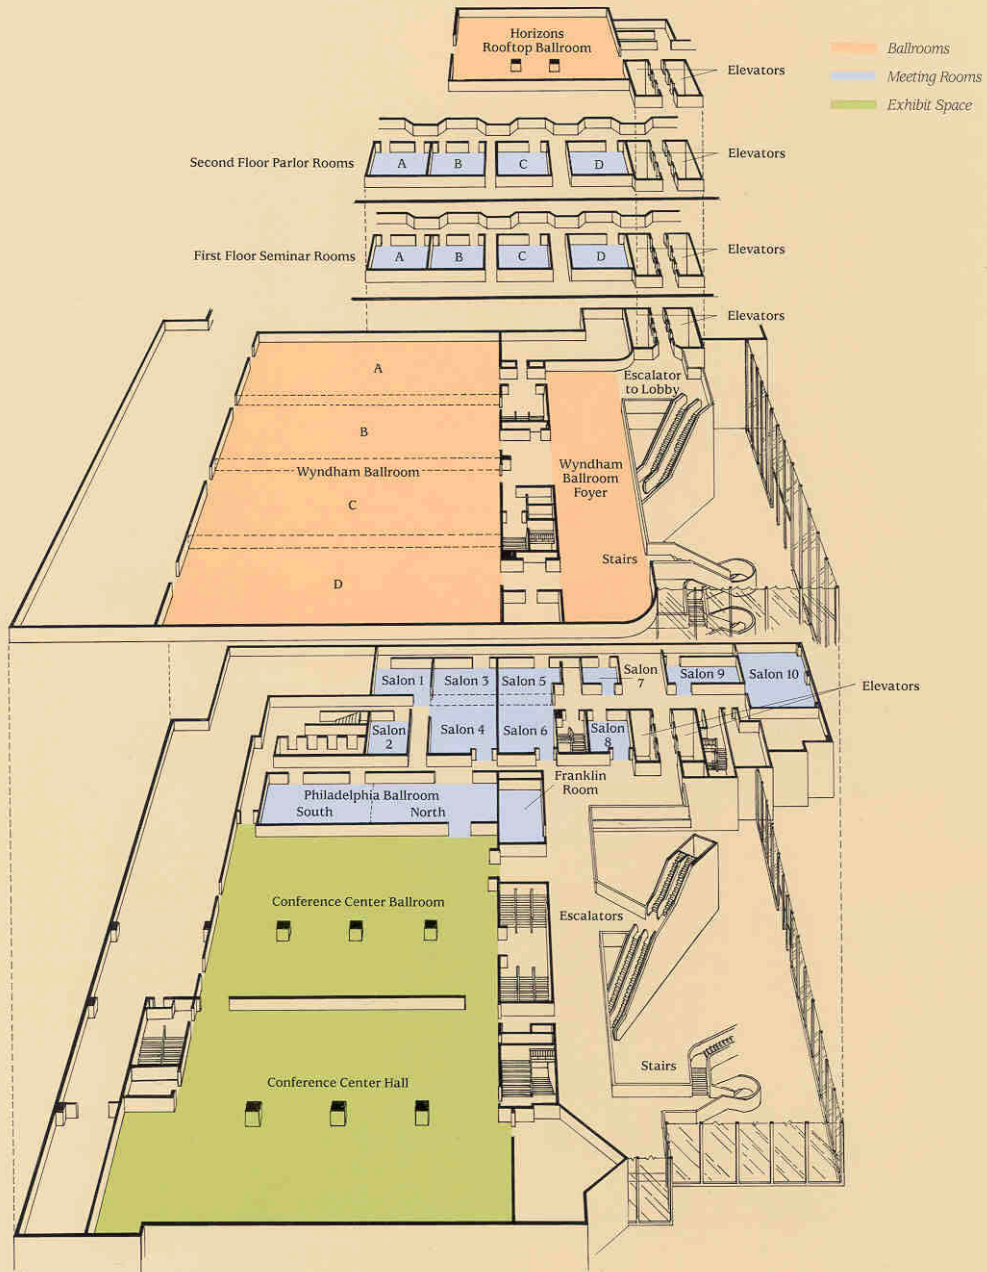 Horizons
Rooftop Ballroom
Ballrooms
Meeting Rooms
Exhibit Space
Elevators
Second Floor Parlor Rooms
A
B
C
D
Elevators
First Floor Seminar Rooms
A
B
C
D
Elevators
Elevators
A
Escalator
to Lobby
B
Wyndham Ballroom
Wyndham
Ballroom
Foyer
C
Stairs
D
Salon 1
Salon 3
Salon 5
Salon
7
Salon 9
Salon 10
Elevators
Salon
2
Salon 4
Salon 6
Salon
8
Franklin
Room
Philadelphia Ballroom
South
North
Conference Center Ballroom
Escalators
Stairs
Conference Center Hall